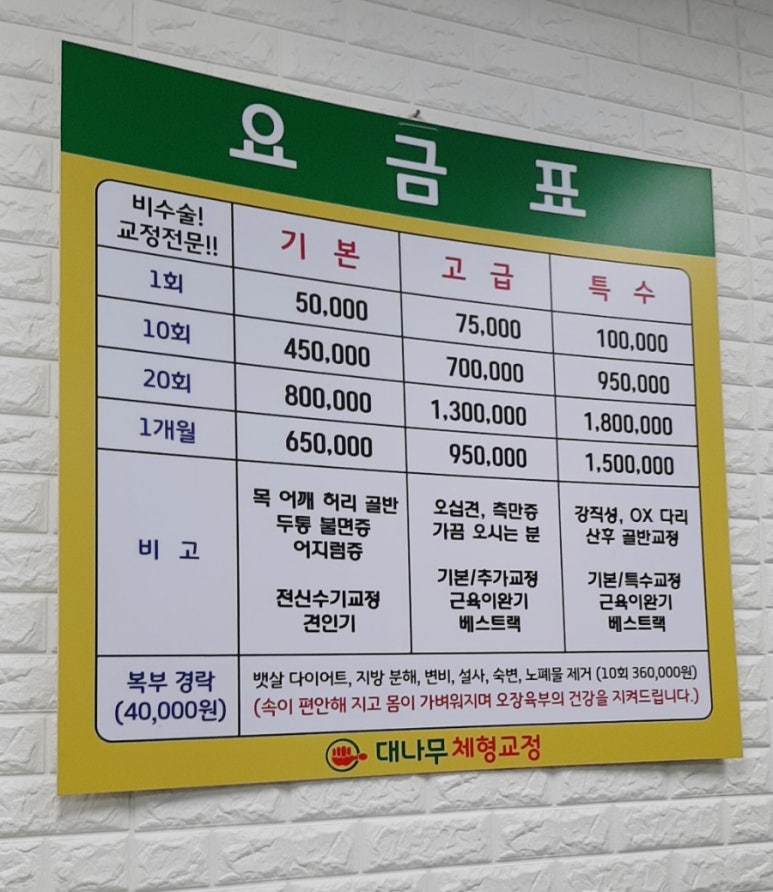 요 금 표
비수술!
교정전문!!
기 본
고 급
특 수
1회
50,000
75,000
100,000
10회
450,000
700,000
950,000
20회
800,000
1,300,000
1,800,000
1개월
650,000
950,000
1,500,000
비 고
목 어깨 허리 골반
두통 불면증
어지럼증
전신수기교정
견인기
오십견, 측만증
가끔 오시는 분
기본/추가교정
근육이완기
베스트랙
강직성, OX 다리
산후 골반교정
기본/특수교정
근육이완기
베스트랙
복부 경락
(40,000원)
뱃살 다이어트, 지방 분해, 변비, 설사, 숙변, 노폐물 제거 (10회 360,000원)
(속이 편안해 지고 몸이 가벼워지며 오장육부의 건강을 지켜드립니다.)
대나무 체형교정